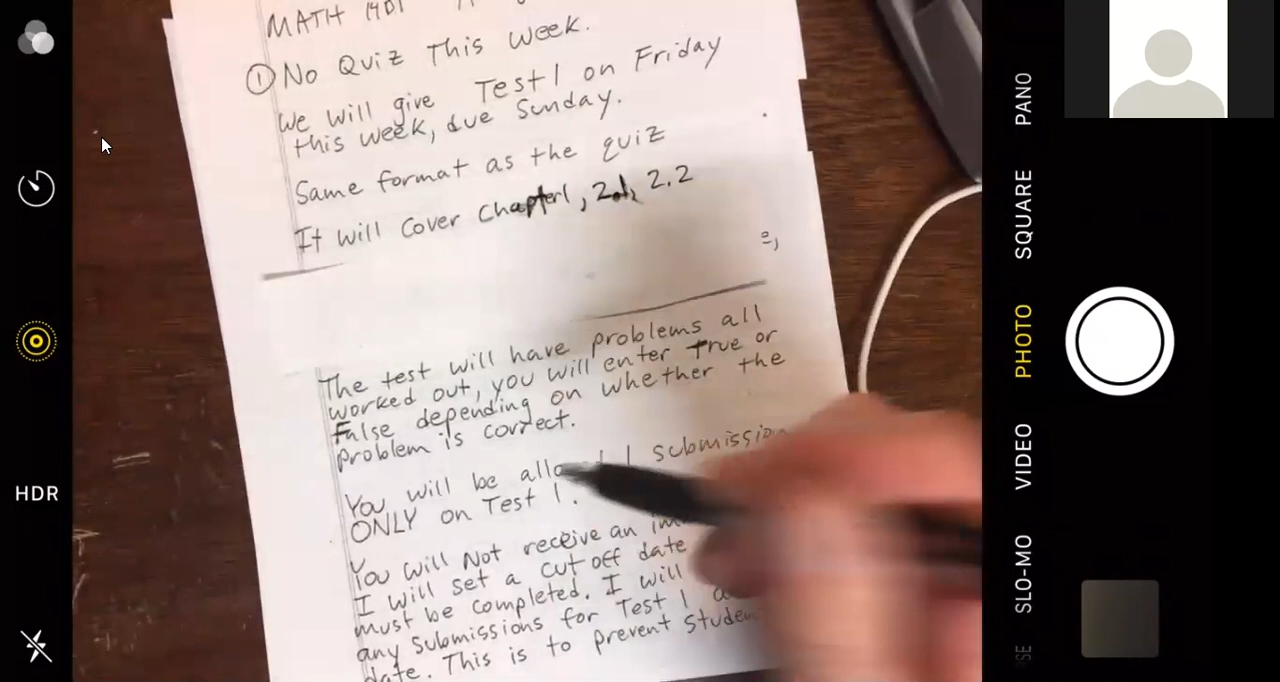 MATH 1401
① No Quiz This week.
We will give Test 1 on Friday
this week, due Sunday.
Same format as the quiz
It will cover Chapter 1, 2.1, 2.2
The test will have problems all
worked out, you will enter True or
False depending on whether the
problem is correct.
You will be allowed 1 submission
ONLY on Test 1.
You will Not receive an
I will set a cut off date
must be completed. I will
any submissions for Test 1
date. This is to prevent
HDR
PANO
SQUARE
PHOTO
VIDEO
SLO-MO